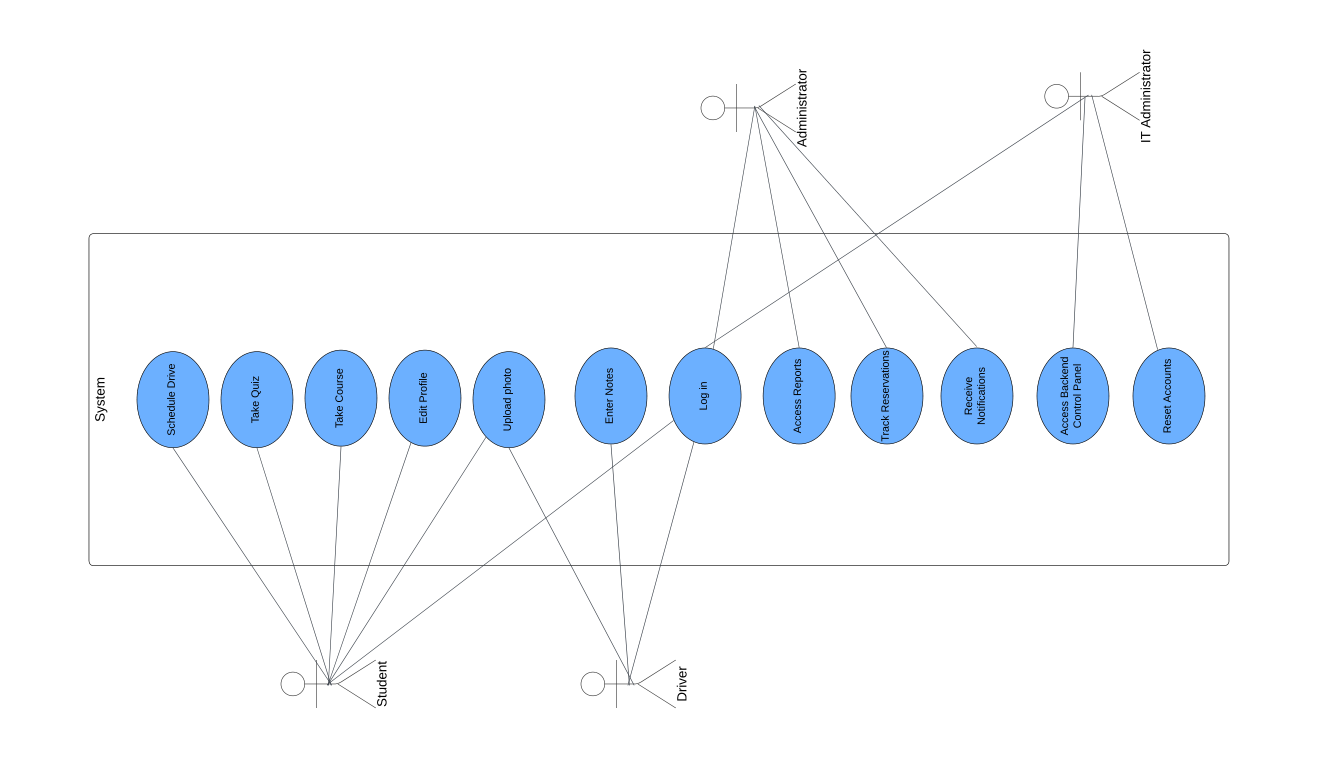 System
Schedule Drive
Take Quiz
Take Course
Edit Profile
Upload photo
Enter Notes
Log in
Access Reports
Track Reservations
Receive
Notifications
Access Backend
Control Panel
Reset Accounts
Student
Driver
Administrator
IT Administrator